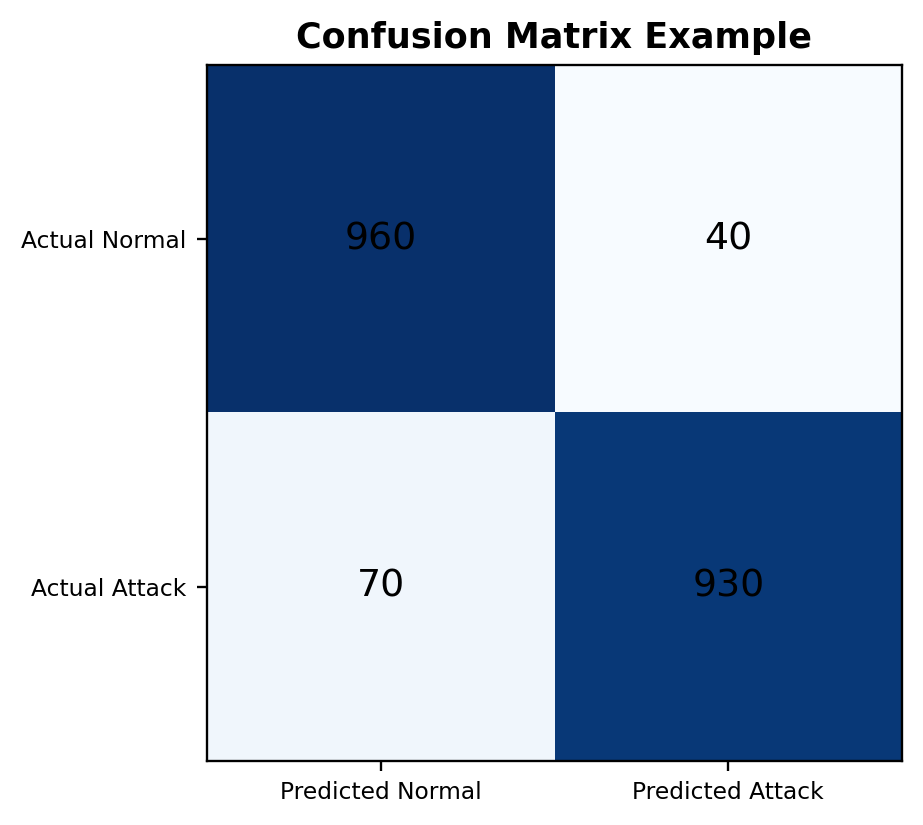 Confusion Matrix Example
Actual Normal
960
40
Actual Attack
70
930
Predicted Normal
Predicted Attack